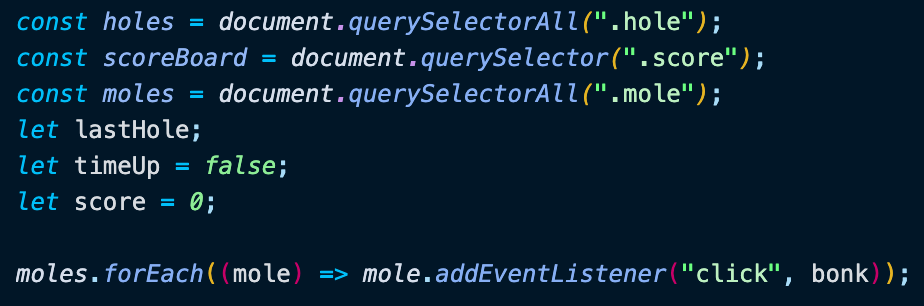 const holes = document.querySelectorAll(".hole");
const scoreBoard = document.querySelector(".score");
const moles = document.querySelectorAll(".mole");
let lastHole;
let timeUp = false;
let score = 0;
moles.forEach((mole) => mole.addEventListener("click", bonk));